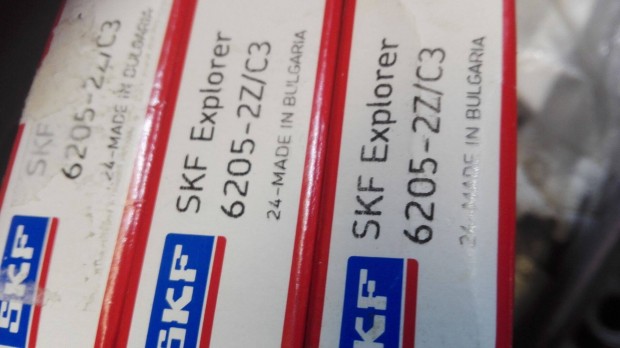 SKF
6205-2Z/C3
24-MADE IN BULGARIA
SKF
SKF Explorer
6205-2Z/C3
24-MADE IN BULGARIA
SKF
SKF Explorer
6205-2Z/C3
24-MADE IN BULGARIA
SKF